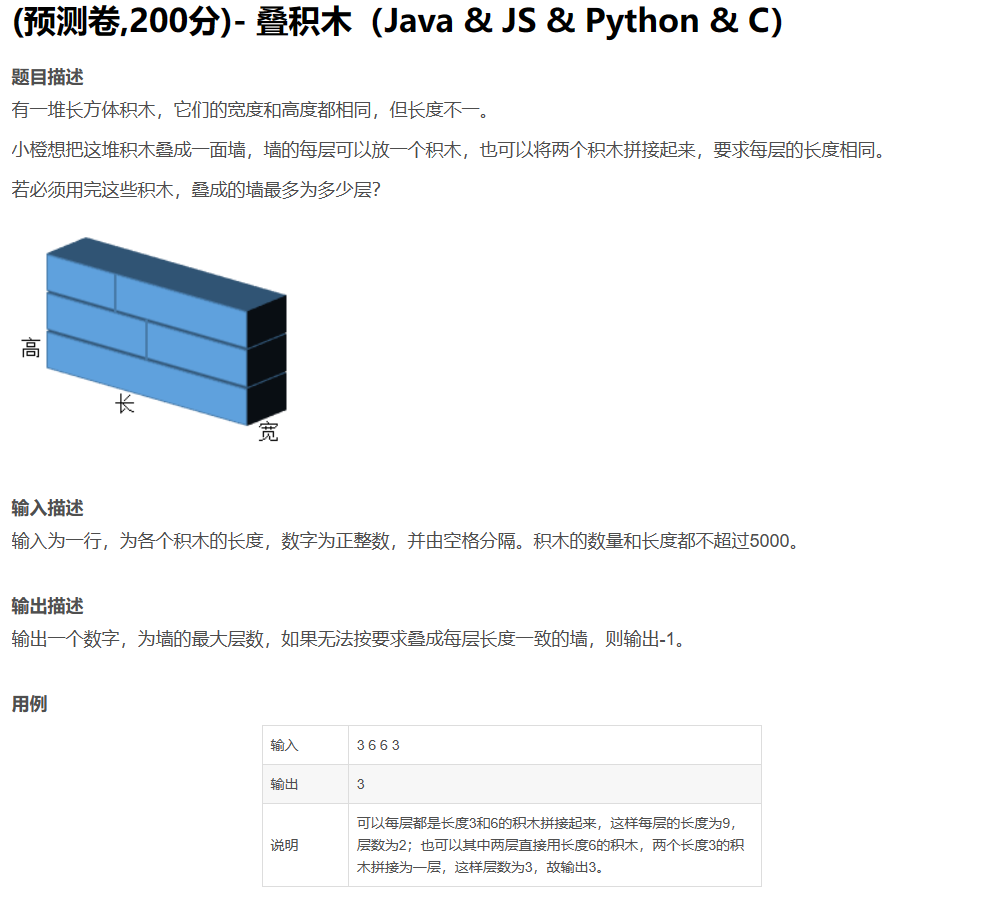 (预测卷,200分)- 叠积木（Java & JS & Python & C）
题目描述
有一堆长方体积木，它们的宽度和高度都相同，但长度不一。
小橙想把这堆积木叠成一面墙，墙的每层可以放一个积木，也可以将两个积木拼接起来，要求每层的长度相同。
若必须用完这些积木，叠成的墙最多为多少层?
高
长
宽
输入描述
输入为一行，为各个积木的长度，数字为正整数，并由空格分隔。积木的数量和长度都不超过5000。
输出描述
输出一个数字，为墙的最大层数，如果无法按要求叠成每层长度一致的墙，则输出-1。
用例
输入 3 6 6 3
输出 3
说明 可以每层都是长度3和6的积木拼接起来，这样每层的长度为9，
层数为2；也可以其中两层直接用长度6的积木，两个长度3的积
木拼接为一层，这样层数为3，故输出3。